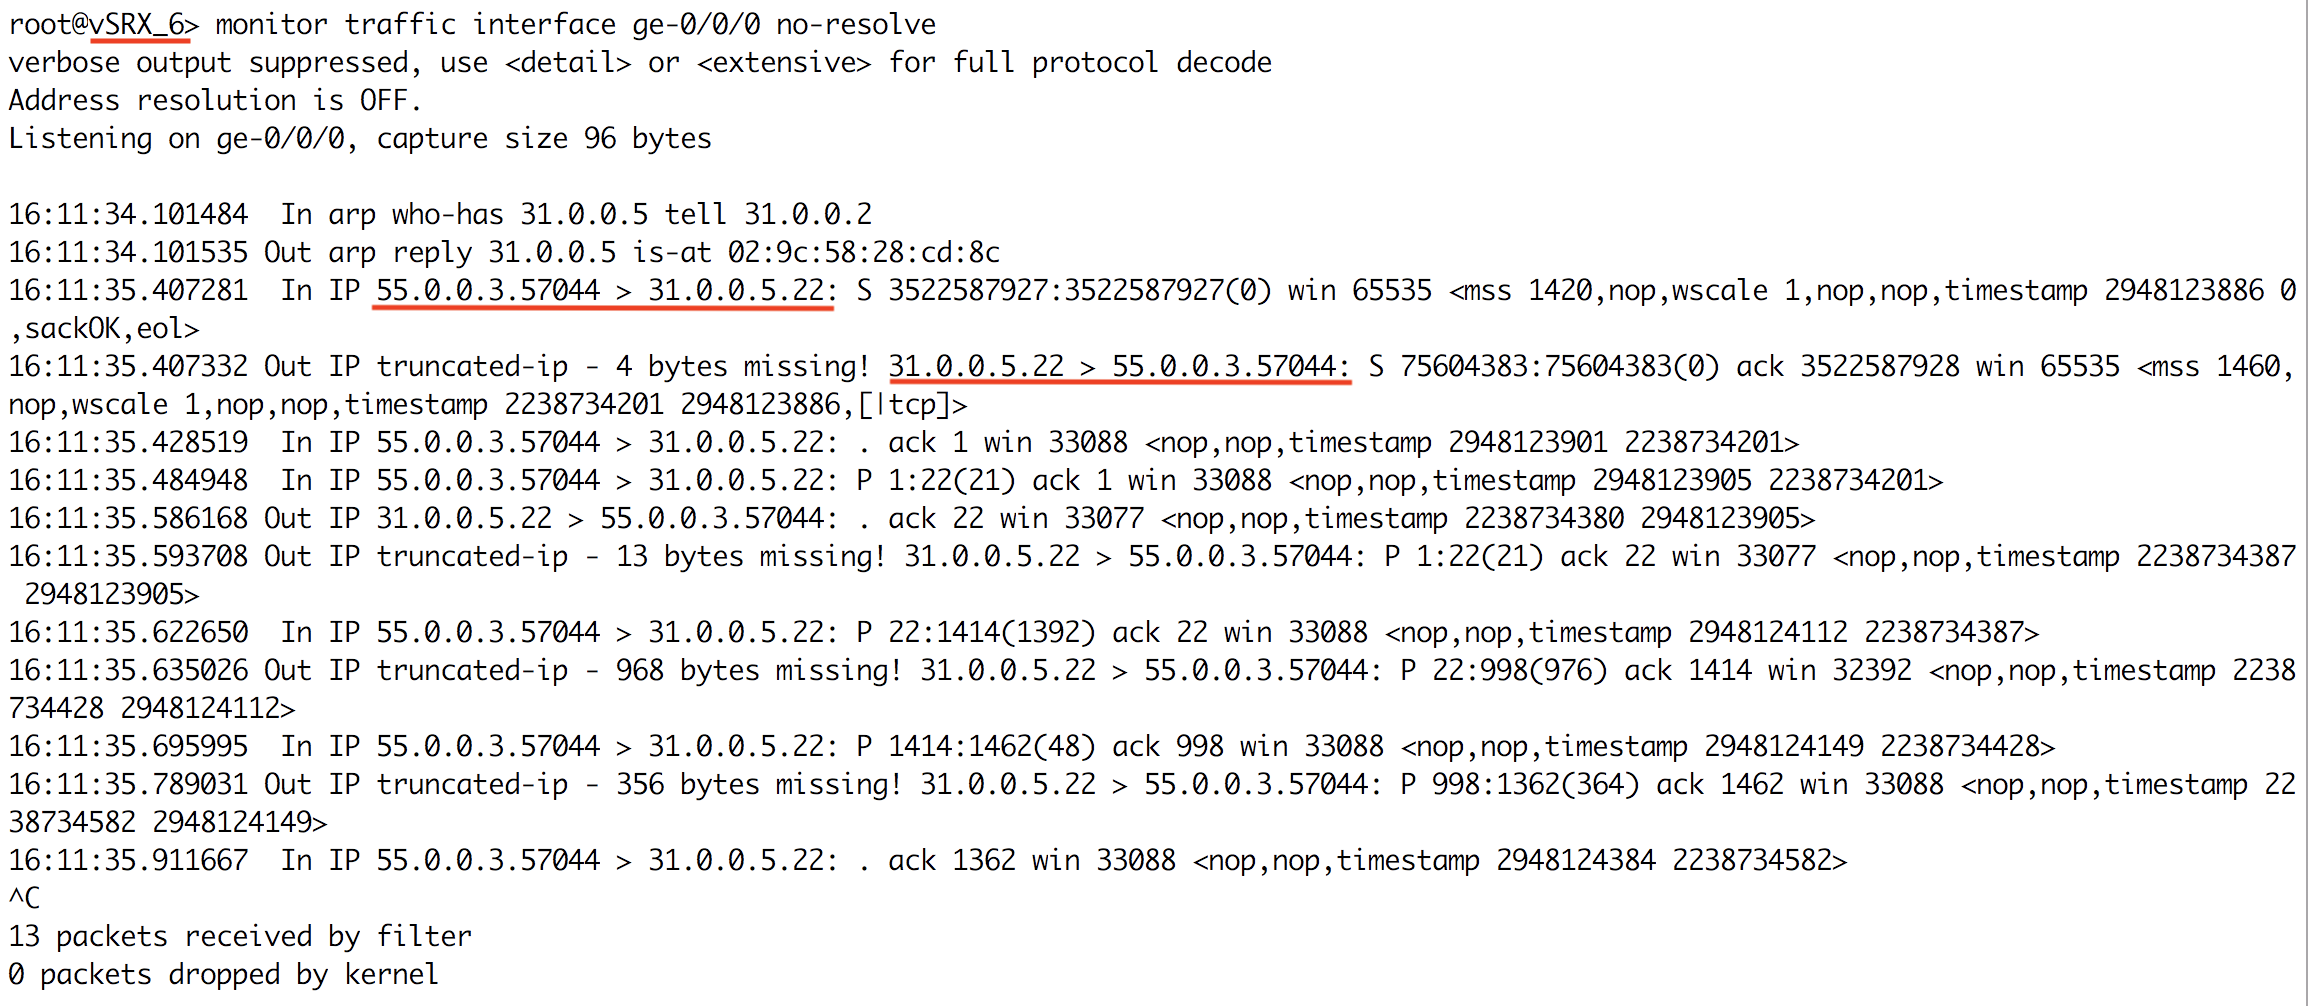 root@vSRX_6> monitor traffic interface ge-0/0/0 no-resolve
verbose output suppressed, use <detail> or <extensive> for full protocol decode
Address resolution is OFF.
Listening on ge-0/0/0, capture size 96 bytes

16:11:34.101484  In arp who-has 31.0.0.5 tell 31.0.0.2
16:11:34.101535 Out arp reply 31.0.0.5 is-at 02:9c:58:28:cd:8c
16:11:35.407281  In IP 55.0.0.3.57044 > 31.0.0.5.22: S 3522587927:3522587927(0) win 65535 <mss 1420,nop,wscale 1,nop,nop,timestamp 2948123886 0
,sackOK,eol>
16:11:35.407332 Out IP truncated-ip - 4 bytes missing! 31.0.0.5.22 > 55.0.0.3.57044: S 75604383:75604383(0) ack 3522587928 win 65535 <mss 1460,
nop,wscale 1,nop,nop,timestamp 2238734201 2948123886,[|tcp]>
16:11:35.428519  In IP 55.0.0.3.57044 > 31.0.0.5.22: . ack 1 win 33088 <nop,nop,timestamp 2948123901 2238734201>
16:11:35.484948  In IP 55.0.0.3.57044 > 31.0.0.5.22: P 1:22(21) ack 1 win 33088 <nop,nop,timestamp 2948123905 2238734201>
16:11:35.586168 Out IP 31.0.0.5.22 > 55.0.0.3.57044: . ack 22 win 33077 <nop,nop,timestamp 2238734380 2948123905>
16:11:35.593708 Out IP truncated-ip - 13 bytes missing! 31.0.0.5.22 > 55.0.0.3.57044: P 1:22(21) ack 22 win 33077 <nop,nop,timestamp 2238734387
 2948123905>
16:11:35.622650  In IP 55.0.0.3.57044 > 31.0.0.5.22: P 22:1414(1392) ack 22 win 33088 <nop,nop,timestamp 2948124112 2238734387>
16:11:35.635026 Out IP truncated-ip - 968 bytes missing! 31.0.0.5.22 > 55.0.0.3.57044: P 22:998(976) ack 1414 win 32392 <nop,nop,timestamp 2238
734428 2948124112>
16:11:35.695995  In IP 55.0.0.3.57044 > 31.0.0.5.22: P 1414:1462(48) ack 998 win 33088 <nop,nop,timestamp 2948124149 2238734428>
16:11:35.789031 Out IP truncated-ip - 356 bytes missing! 31.0.0.5.22 > 55.0.0.3.57044: P 998:1362(364) ack 1462 win 33088 <nop,nop,timestamp 22
38734582 2948124149>
16:11:35.911667  In IP 55.0.0.3.57044 > 31.0.0.5.22: . ack 1362 win 33088 <nop,nop,timestamp 2948124384 2238734582>
^C
13 packets received by filter
0 packets dropped by kernel